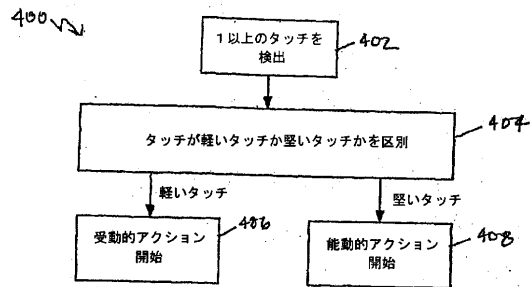 400
１以上のタッチを
検出
402
タッチが軽いタッチか堅いタッチかを区別
404
軽いタッチ
堅いタッチ
受動的アクション
開始
406
能動的アクション
開始
408